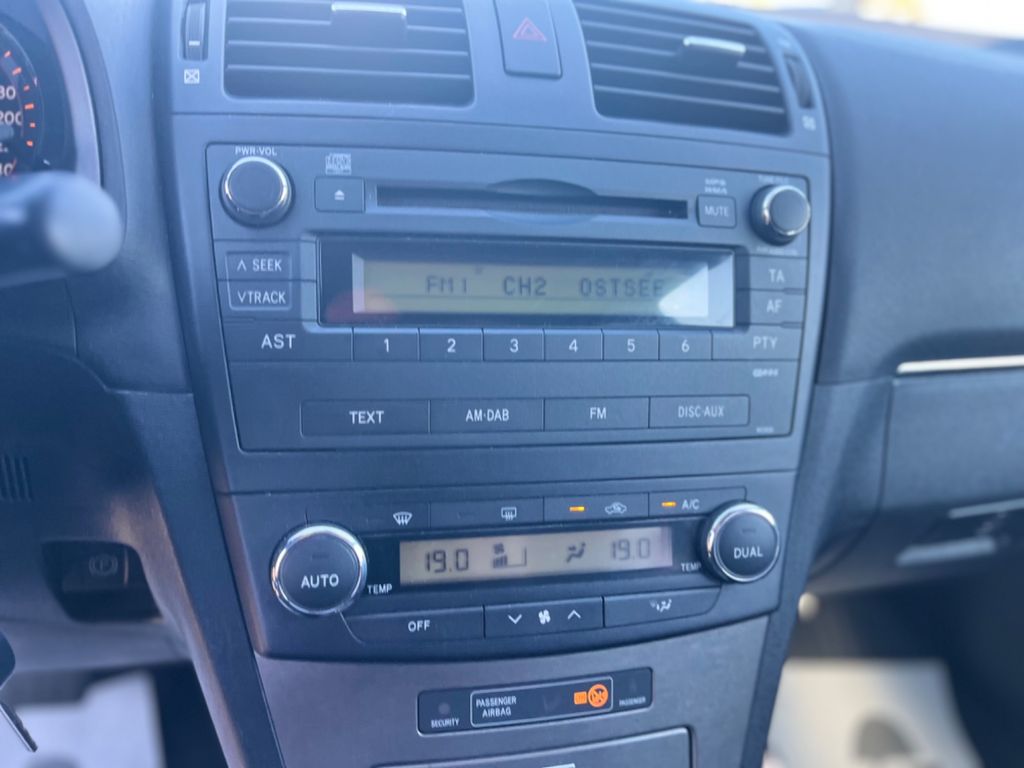 200
PWR·VOL
MUTE
∧ SEEK
∨ TRACK
FM1 CH2 OSTSEE
TA
AF
AST 1 2 3 4 5 6 PTY
TEXT AM·DAB FM DISC·AUX
A/C
AUTO TEMP 19.0 19.0 TEMP DUAL
OFF
SECURITY
PASSENGER
AIRBAG
PASSENGER